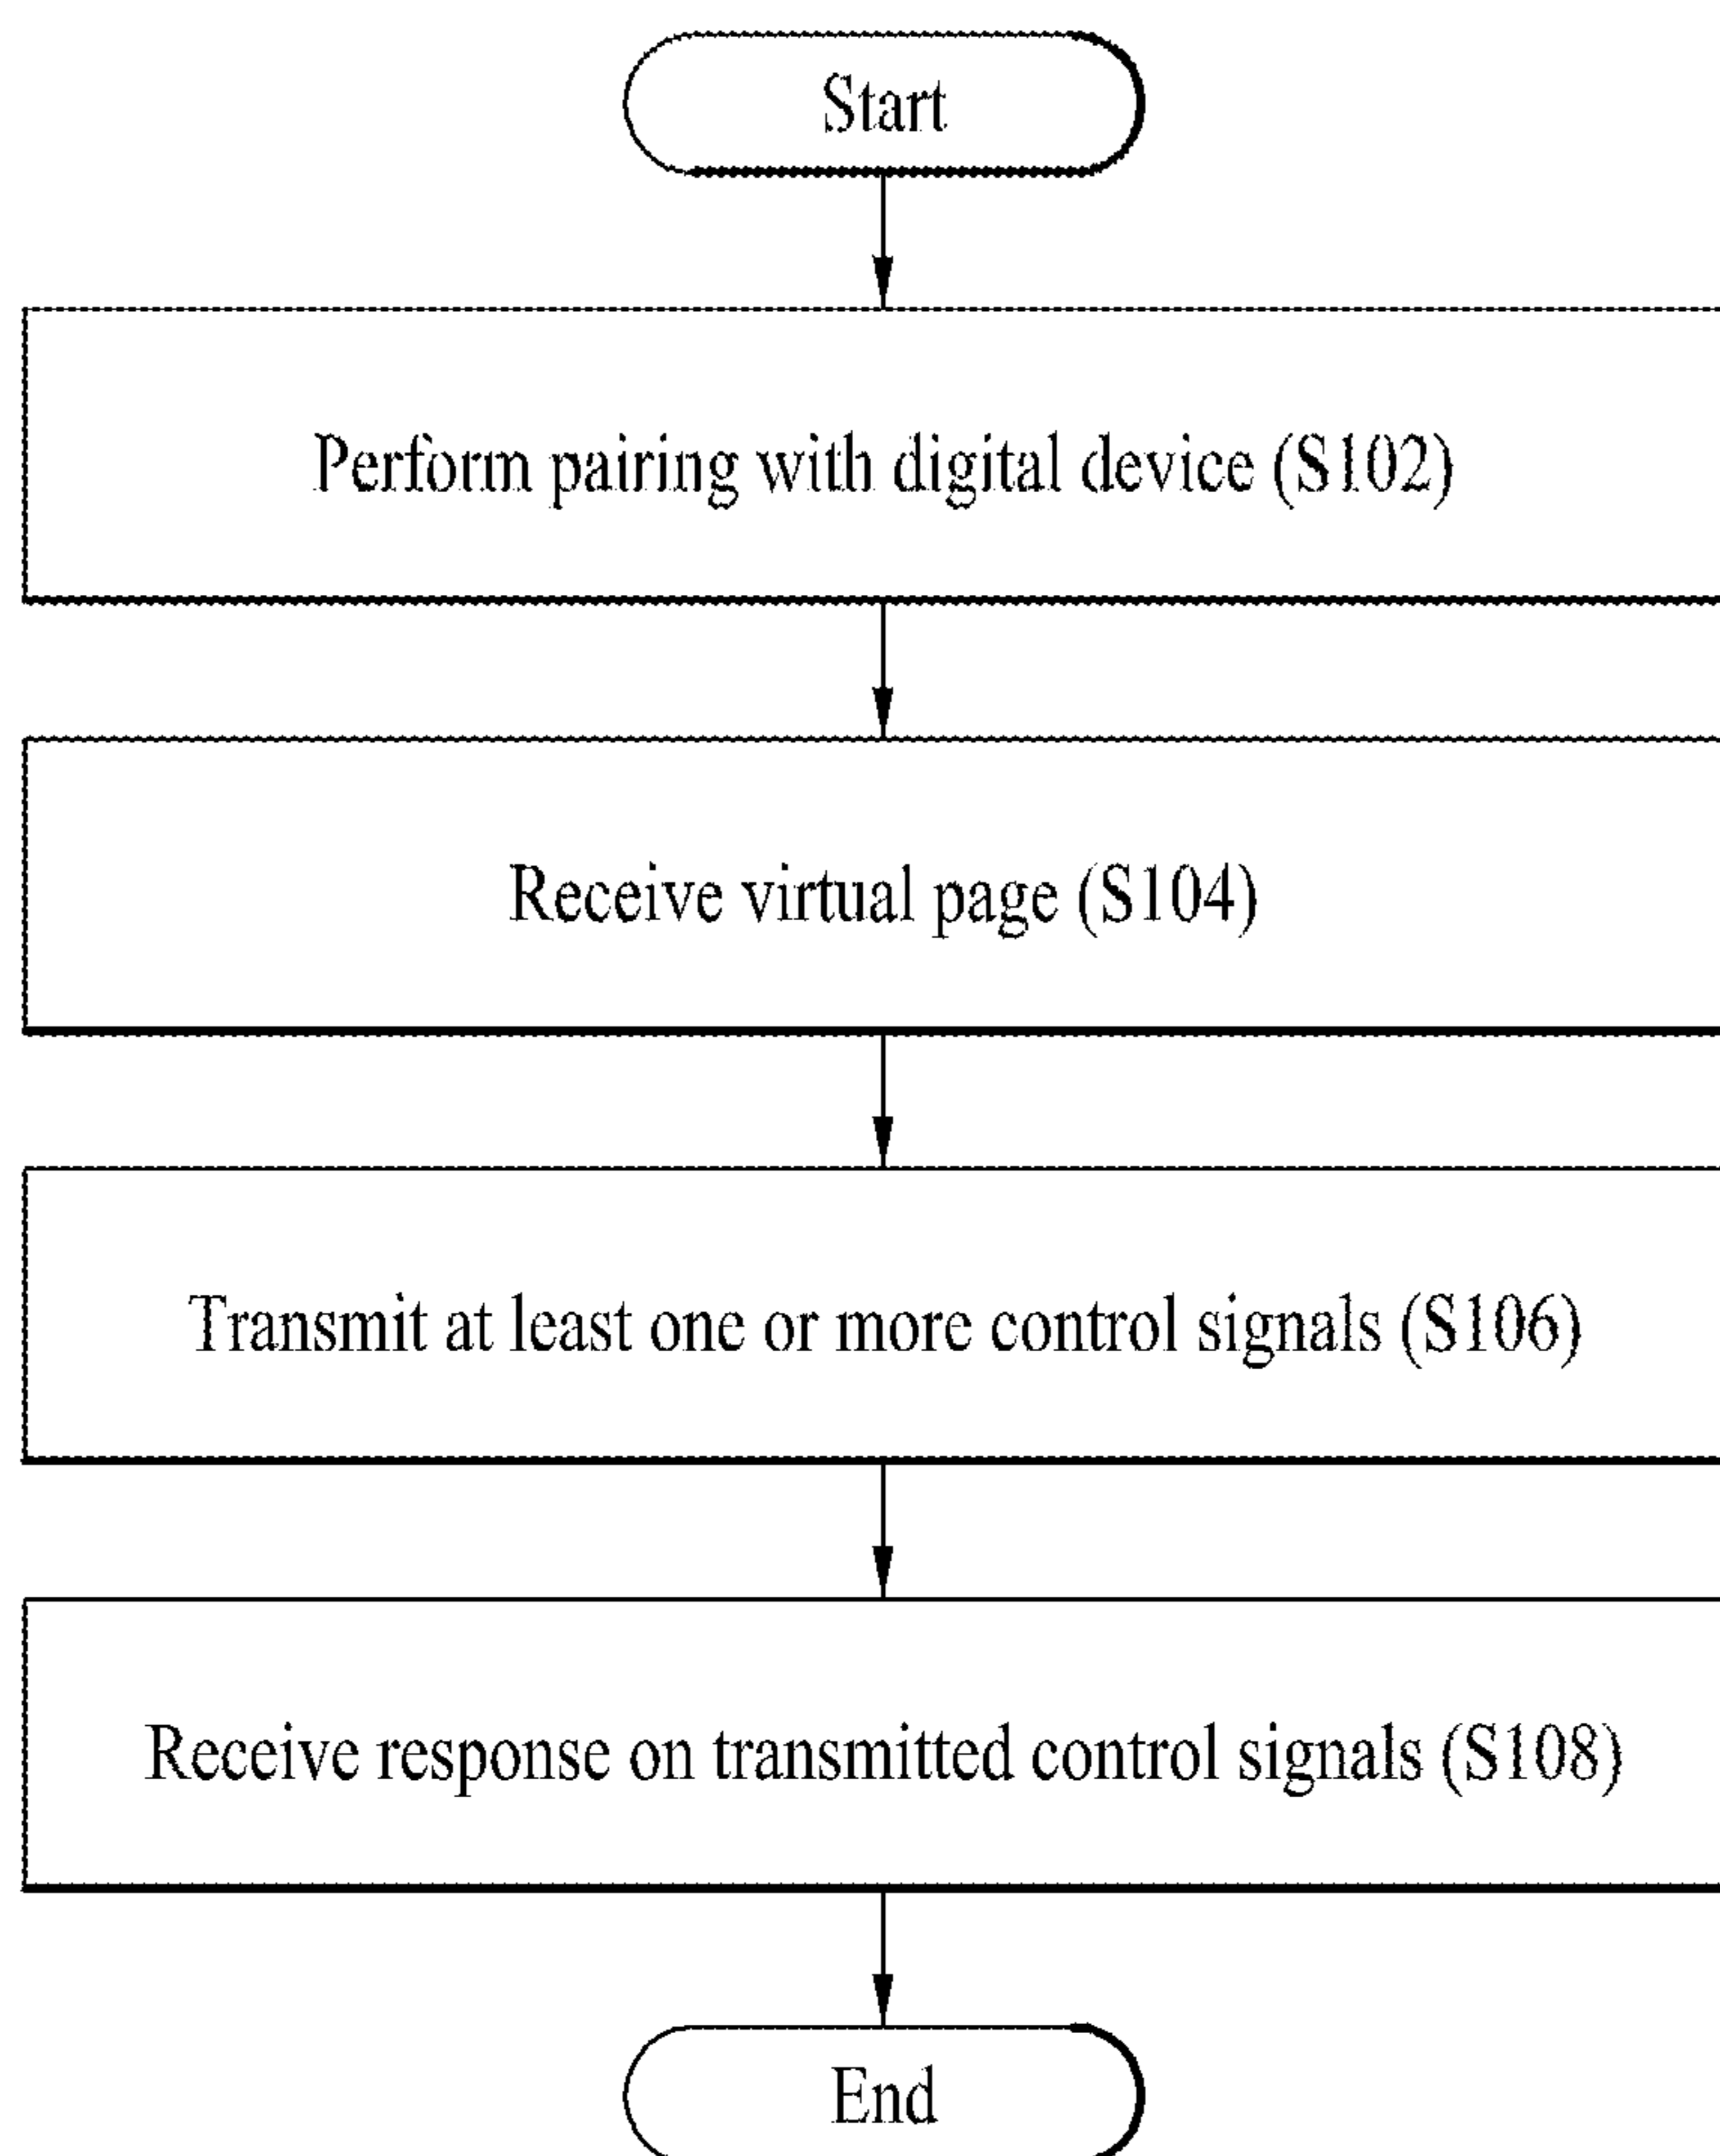 Start
Perform pairing with digital device (S102)
Receive virtual page (S104)
Transmit at least one or more control signals (S106)
Receive response on transmitted control signals (S108)
End